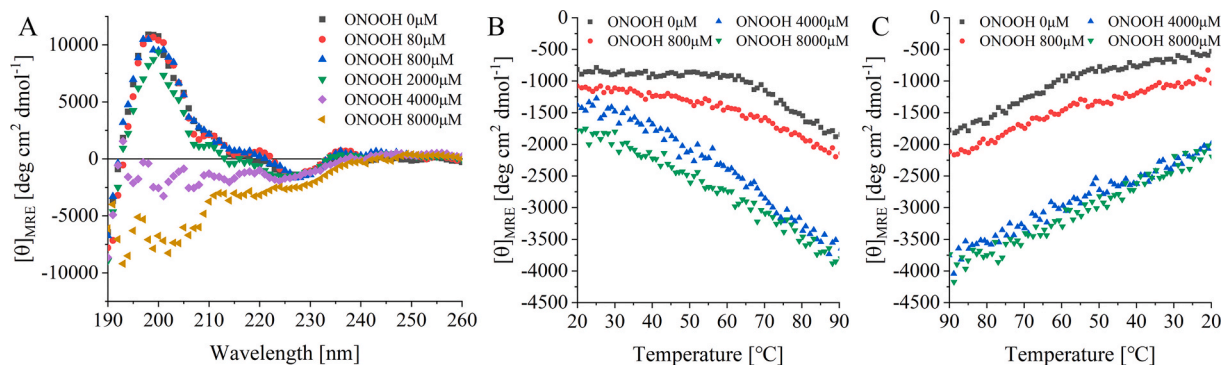 A
ONOOH 0μM
ONOOH 80μM
ONOOH 800μM
ONOOH 2000μM
ONOOH 4000μM
ONOOH 8000μM
10000
5000
0
-5000
-10000
[θ]MRE [deg cm² dmol⁻¹]
190 200 210 220 230 240 250 260
Wavelength [nm]
B
ONOOH 0μM ONOOH 4000μM
ONOOH 800μM ONOOH 8000μM
0
-500
-1000
-1500
-2000
-2500
-3000
-3500
-4000
-4500
[θ]MRE [deg cm² dmol⁻¹]
20 30 40 50 60 70 80 90
Temperature [℃]
C
ONOOH 0μM ONOOH 4000μM
ONOOH 800μM ONOOH 8000μM
0
-500
-1000
-1500
-2000
-2500
-3000
-3500
-4000
-4500
[θ]MRE [deg cm² dmol⁻¹]
90 80 70 60 50 40 30 20
Temperature [℃]